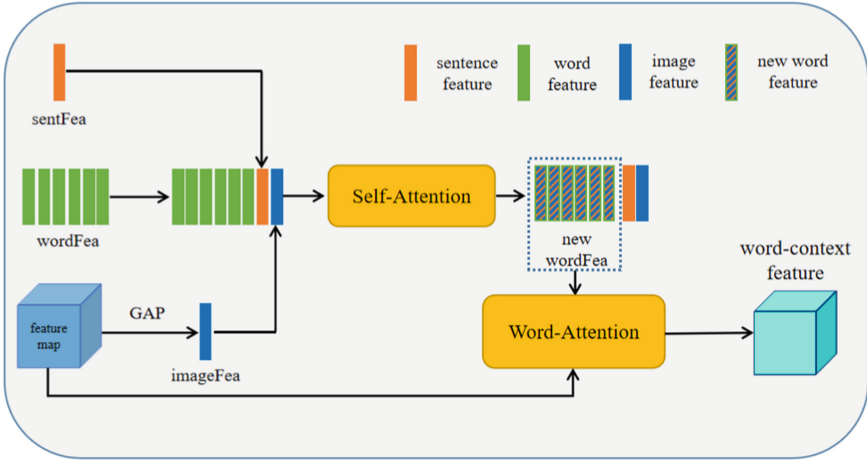 sentence
feature
word
feature
image
feature
new word
feature
sentFea
wordFea
Self-Attention
new
wordFea
word-context
feature
feature
map
GAP
imageFea
Word-Attention